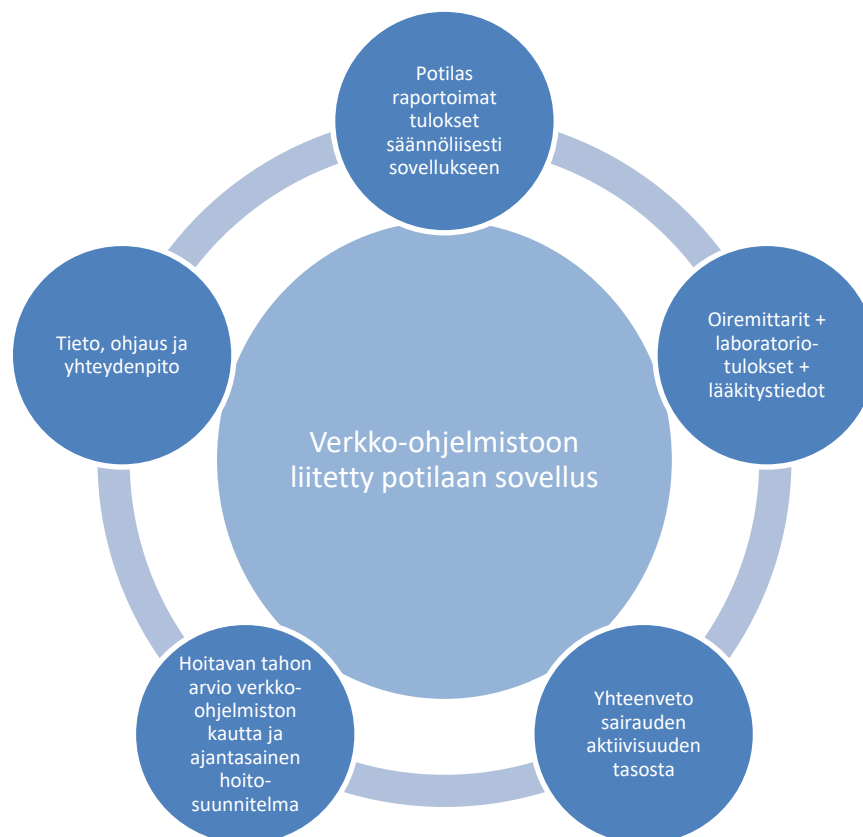 Potilas
raportoimat
tulokset
säännöliisesti
sovellukseen
Oiremittarit +
laboratorio-
tulokset +
lääkitystiedot
Yhteenveto
sairauden
aktiivisuuden
tasosta
Hoitavan tahon
arvio verkko-
ohjelmiston
kautta ja
ajantasainen
hoito-
suunnitelma
Tieto, ohjaus ja
yhteydenpito
Verkko-ohjelmistoon
liitetty potilaan sovellus